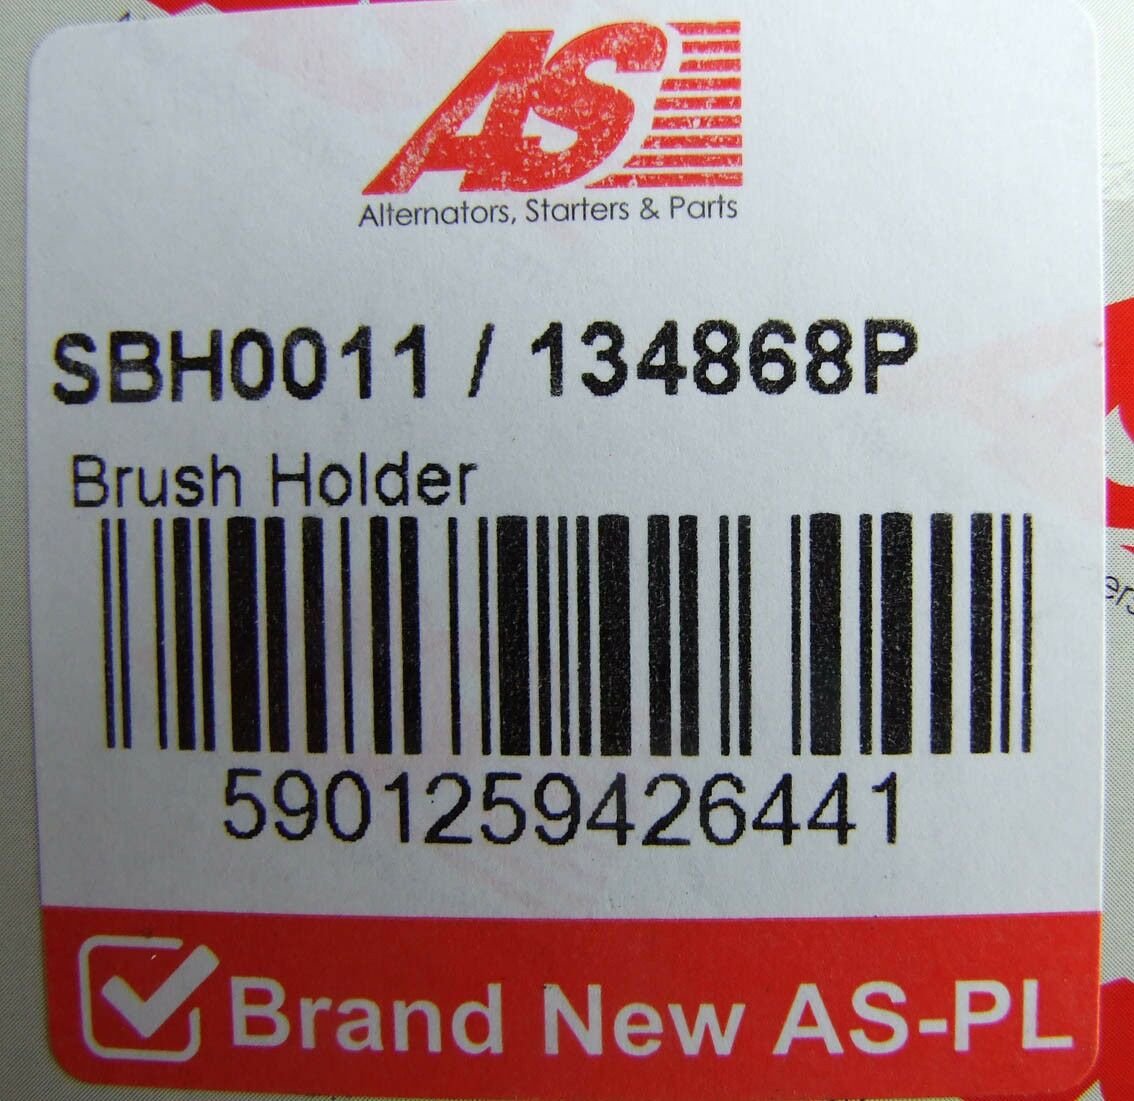 AS
Alternators, Starters & Parts
SBH0011 / 134868P
Brush Holder
5901259426441
Brand New AS-PL